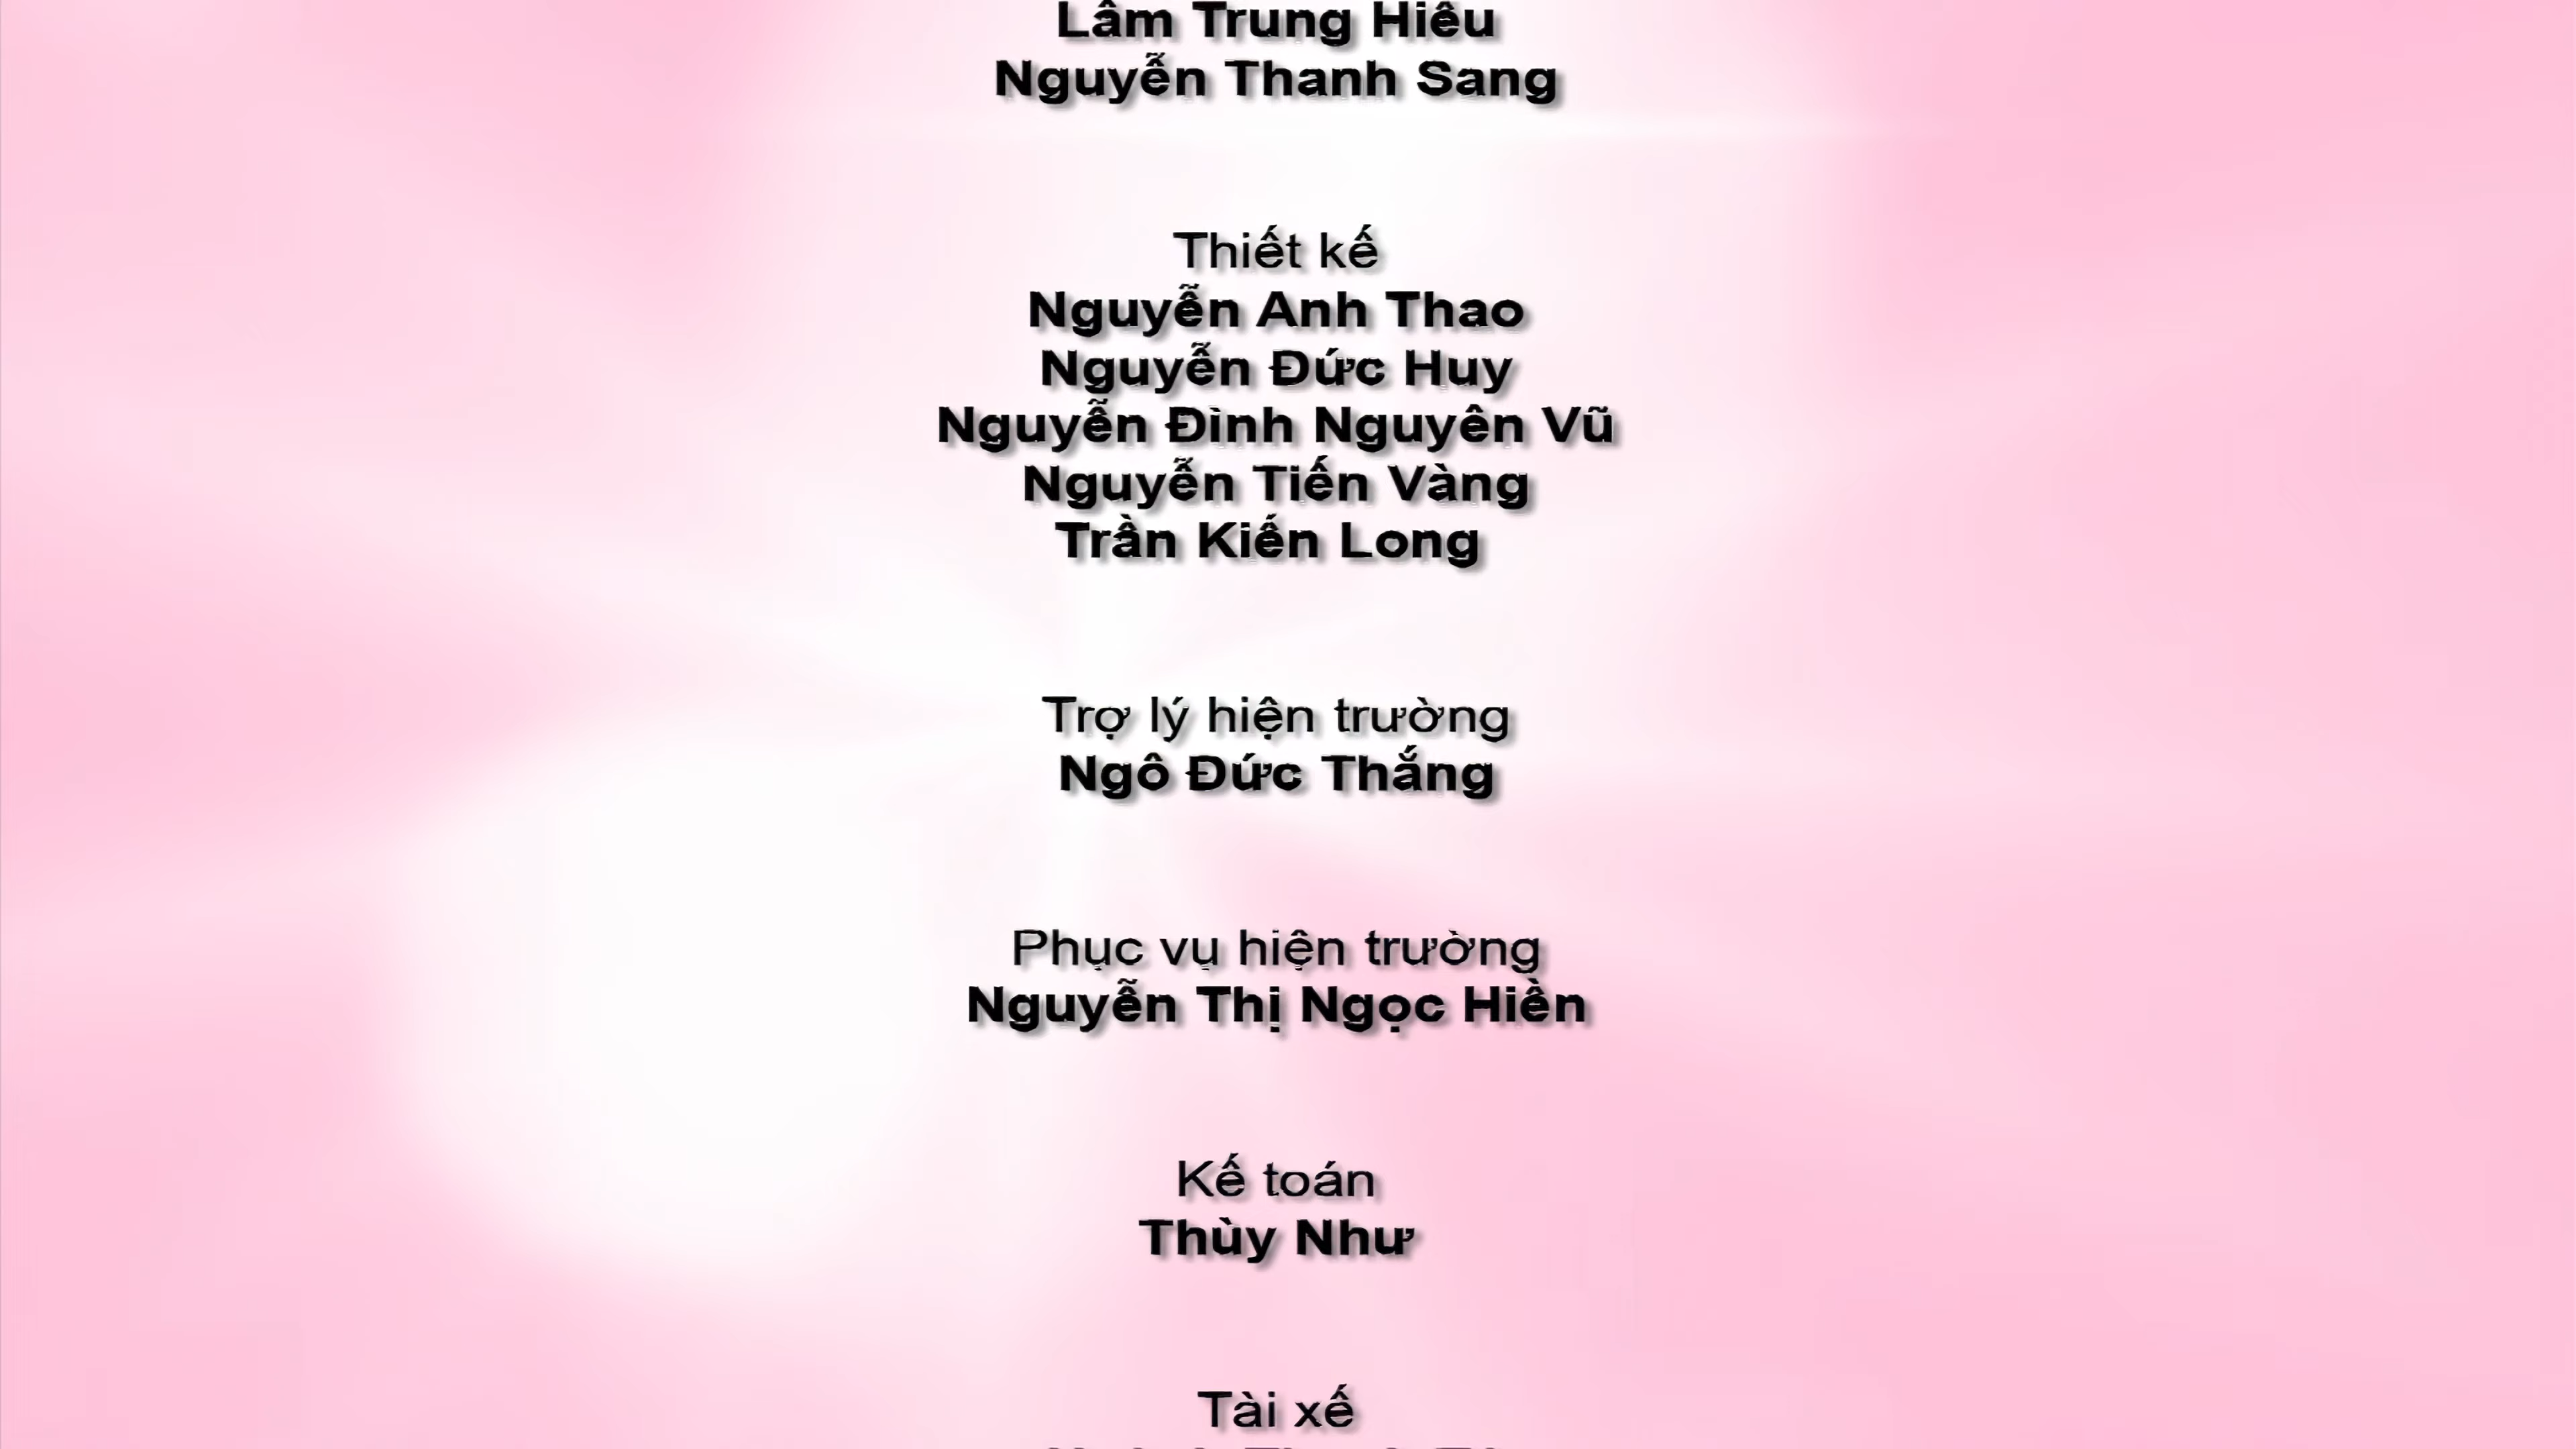 Lâm Trung Hiếu
Nguyễn Thanh Sang
Thiết kế
Nguyễn Anh Thao
Nguyễn Đức Huy
Nguyễn Đình Nguyên Vũ
Nguyễn Tiến Vàng
Trần Kiến Long
Trợ lý hiện trường
Ngô Đức Thắng
Phục vụ hiện trường
Nguyễn Thị Ngọc Hiền
Kế toán
Thùy Như
Tài xế